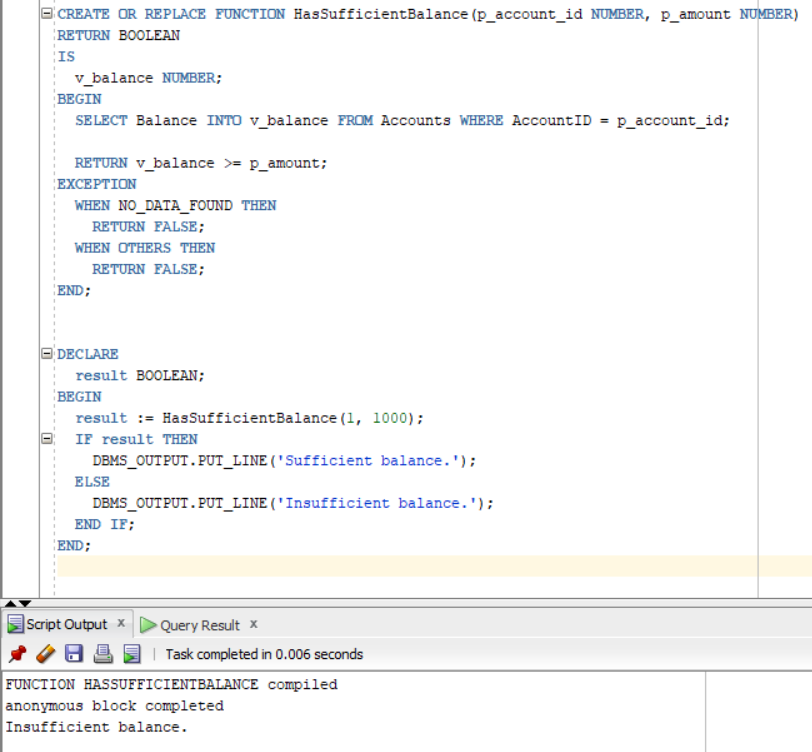 CREATE OR REPLACE FUNCTION HasSufficientBalance(p_account_id NUMBER, p_amount NUMBER)
RETURN BOOLEAN
IS
  v_balance NUMBER;
BEGIN
  SELECT Balance INTO v_balance FROM Accounts WHERE AccountID = p_account_id;
  RETURN v_balance >= p_amount;
EXCEPTION
  WHEN NO_DATA_FOUND THEN
    RETURN FALSE;
  WHEN OTHERS THEN
    RETURN FALSE;
END;
DECLARE
  result BOOLEAN;
BEGIN
  result := HasSufficientBalance(1, 1000);
  IF result THEN
    DBMS_OUTPUT.PUT_LINE('Sufficient balance.');
  ELSE
    DBMS_OUTPUT.PUT_LINE('Insufficient balance.');
  END IF;
END;
Script Output x Query Result x
Task completed in 0.006 seconds
FUNCTION HASSUFFICIENTBALANCE compiled
anonymous block completed
Insufficient balance.